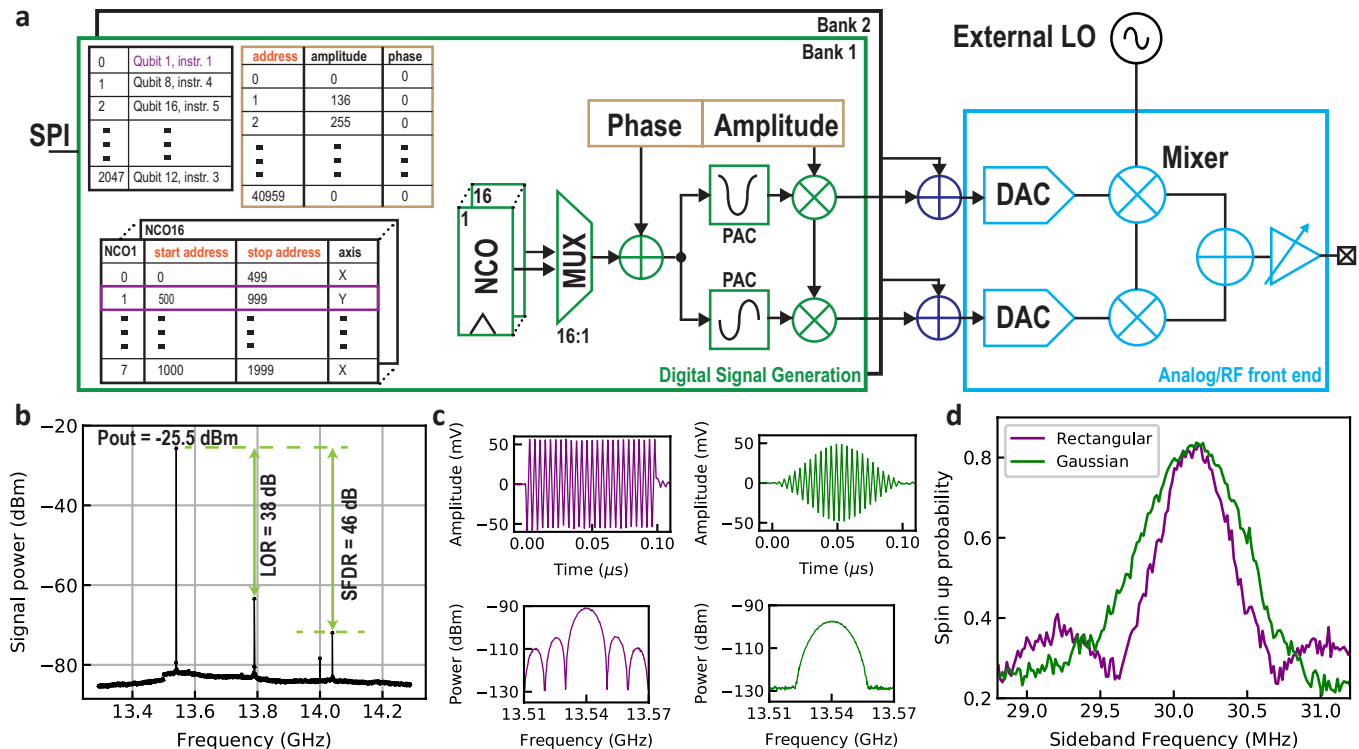 a
Bank 2
Bank 1
External LO
SPI
0 Qubit 1, instr. 1
1 Qubit 8, instr. 4
2 Qubit 16, instr. 5
2047 Qubit 12, instr. 3
address amplitude phase
0 0 0
1 136 0
2 255 0
40959 0 0
NCO16
NCO1 start address stop address axis
0 0 499 X
1 500 999 Y
7 1000 1999 X
Phase Amplitude
16
1
NCO
MUX
16:1
PAC
PAC
Digital Signal Generation
DAC
DAC
Mixer
Analog/RF front end
b
Pout = -25.5 dBm
LOR = 38 dB
SFDR = 46 dB
Signal power (dBm)
−20
−40
−60
−80
13.4 13.6 13.8 14.0 14.2
Frequency (GHz)
c
Amplitude (mV)
50
0
−50
0.00 0.05 0.10
Time (μs)
Amplitude (mV)
50
0
−50
0.00 0.05 0.10
Time (μs)
Power (dBm)
−90
−110
−130
13.51 13.54 13.57
Frequency (GHz)
Power (dBm)
−90
−110
−130
13.51 13.54 13.57
Frequency (GHz)
d
Rectangular
Gaussian
Spin up probability
0.8
0.6
0.4
0.2
29.0 29.5 30.0 30.5 31.0
Sideband Frequency (MHz)